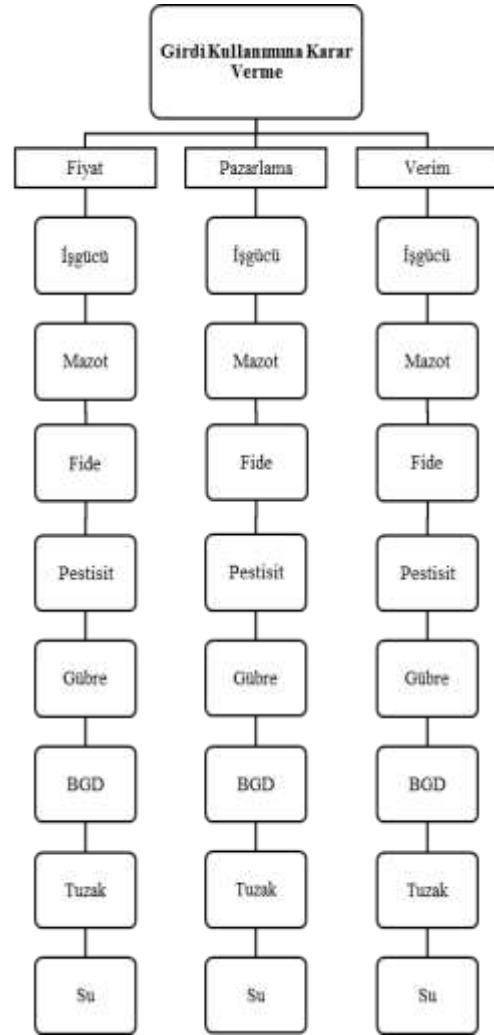 Girdi Kullanımına Karar
Verme
Fiyat
Pazarlama
Verim
İşgücü
İşgücü
İşgücü
Mazot
Mazot
Mazot
Fide
Fide
Fide
Pestisit
Pestisit
Pestisit
Gübre
Gübre
Gübre
BGD
BGD
BGD
Tuzak
Tuzak
Tuzak
Su
Su
Su